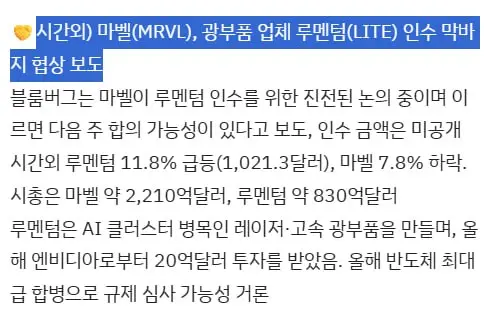 🤝시간외) 마벨(MRVL), 광부품 업체 루멘텀(LITE) 인수 막바
지 협상 보도
블룸버그는 마벨이 루멘텀 인수를 위한 진전된 논의 중이며 이
르면 다음 주 합의 가능성이 있다고 보도, 인수 금액은 미공개
시간외 루멘텀 11.8% 급등(1,021.3달러), 마벨 7.8% 하락.
시총은 마벨 약 2,210억달러, 루멘텀 약 830억달러
루멘텀은 AI 클러스터 병목인 레이저·고속 광부품을 만들며, 올
해 엔비디아로부터 20억달러 투자를 받았음. 올해 반도체 최대
급 합병으로 규제 심사 가능성 거론